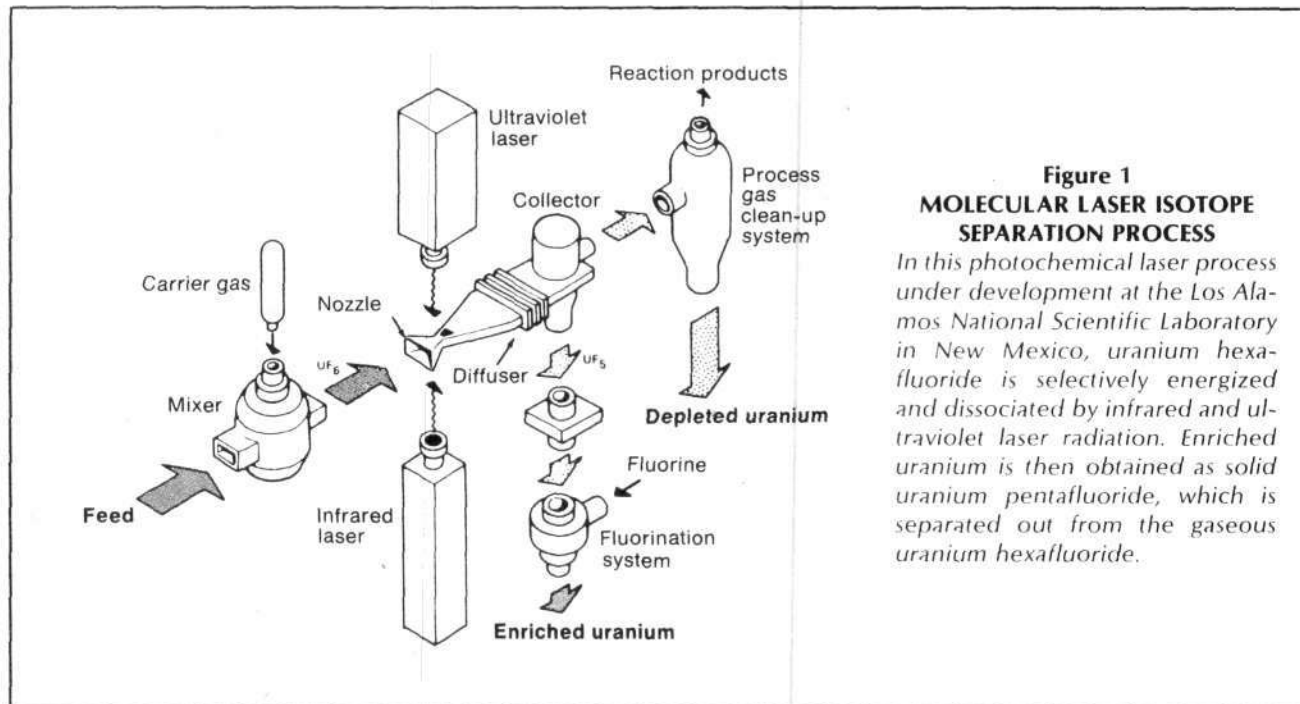 Reaction products
Ultraviolet
laser
Process
gas
clean-up
system
Collector
Carrier gas
Nozzle
UF6
Diffuser
UF5
Mixer
Depleted uranium
Fluorine
Feed
Infrared
laser
Fluorination
system
Enriched uranium
Figure 1
MOLECULAR LASER ISOTOPE
SEPARATION PROCESS
In this photochemical laser process
under development at the Los Ala-
mos National Scientific Laboratory
in New Mexico, uranium hexa-
fluoride is selectively energized
and dissociated by infrared and ul-
traviolet laser radiation. Enriched
uranium is then obtained as solid
uranium pentafluoride, which is
separated out from the gaseous
uranium hexafluoride.